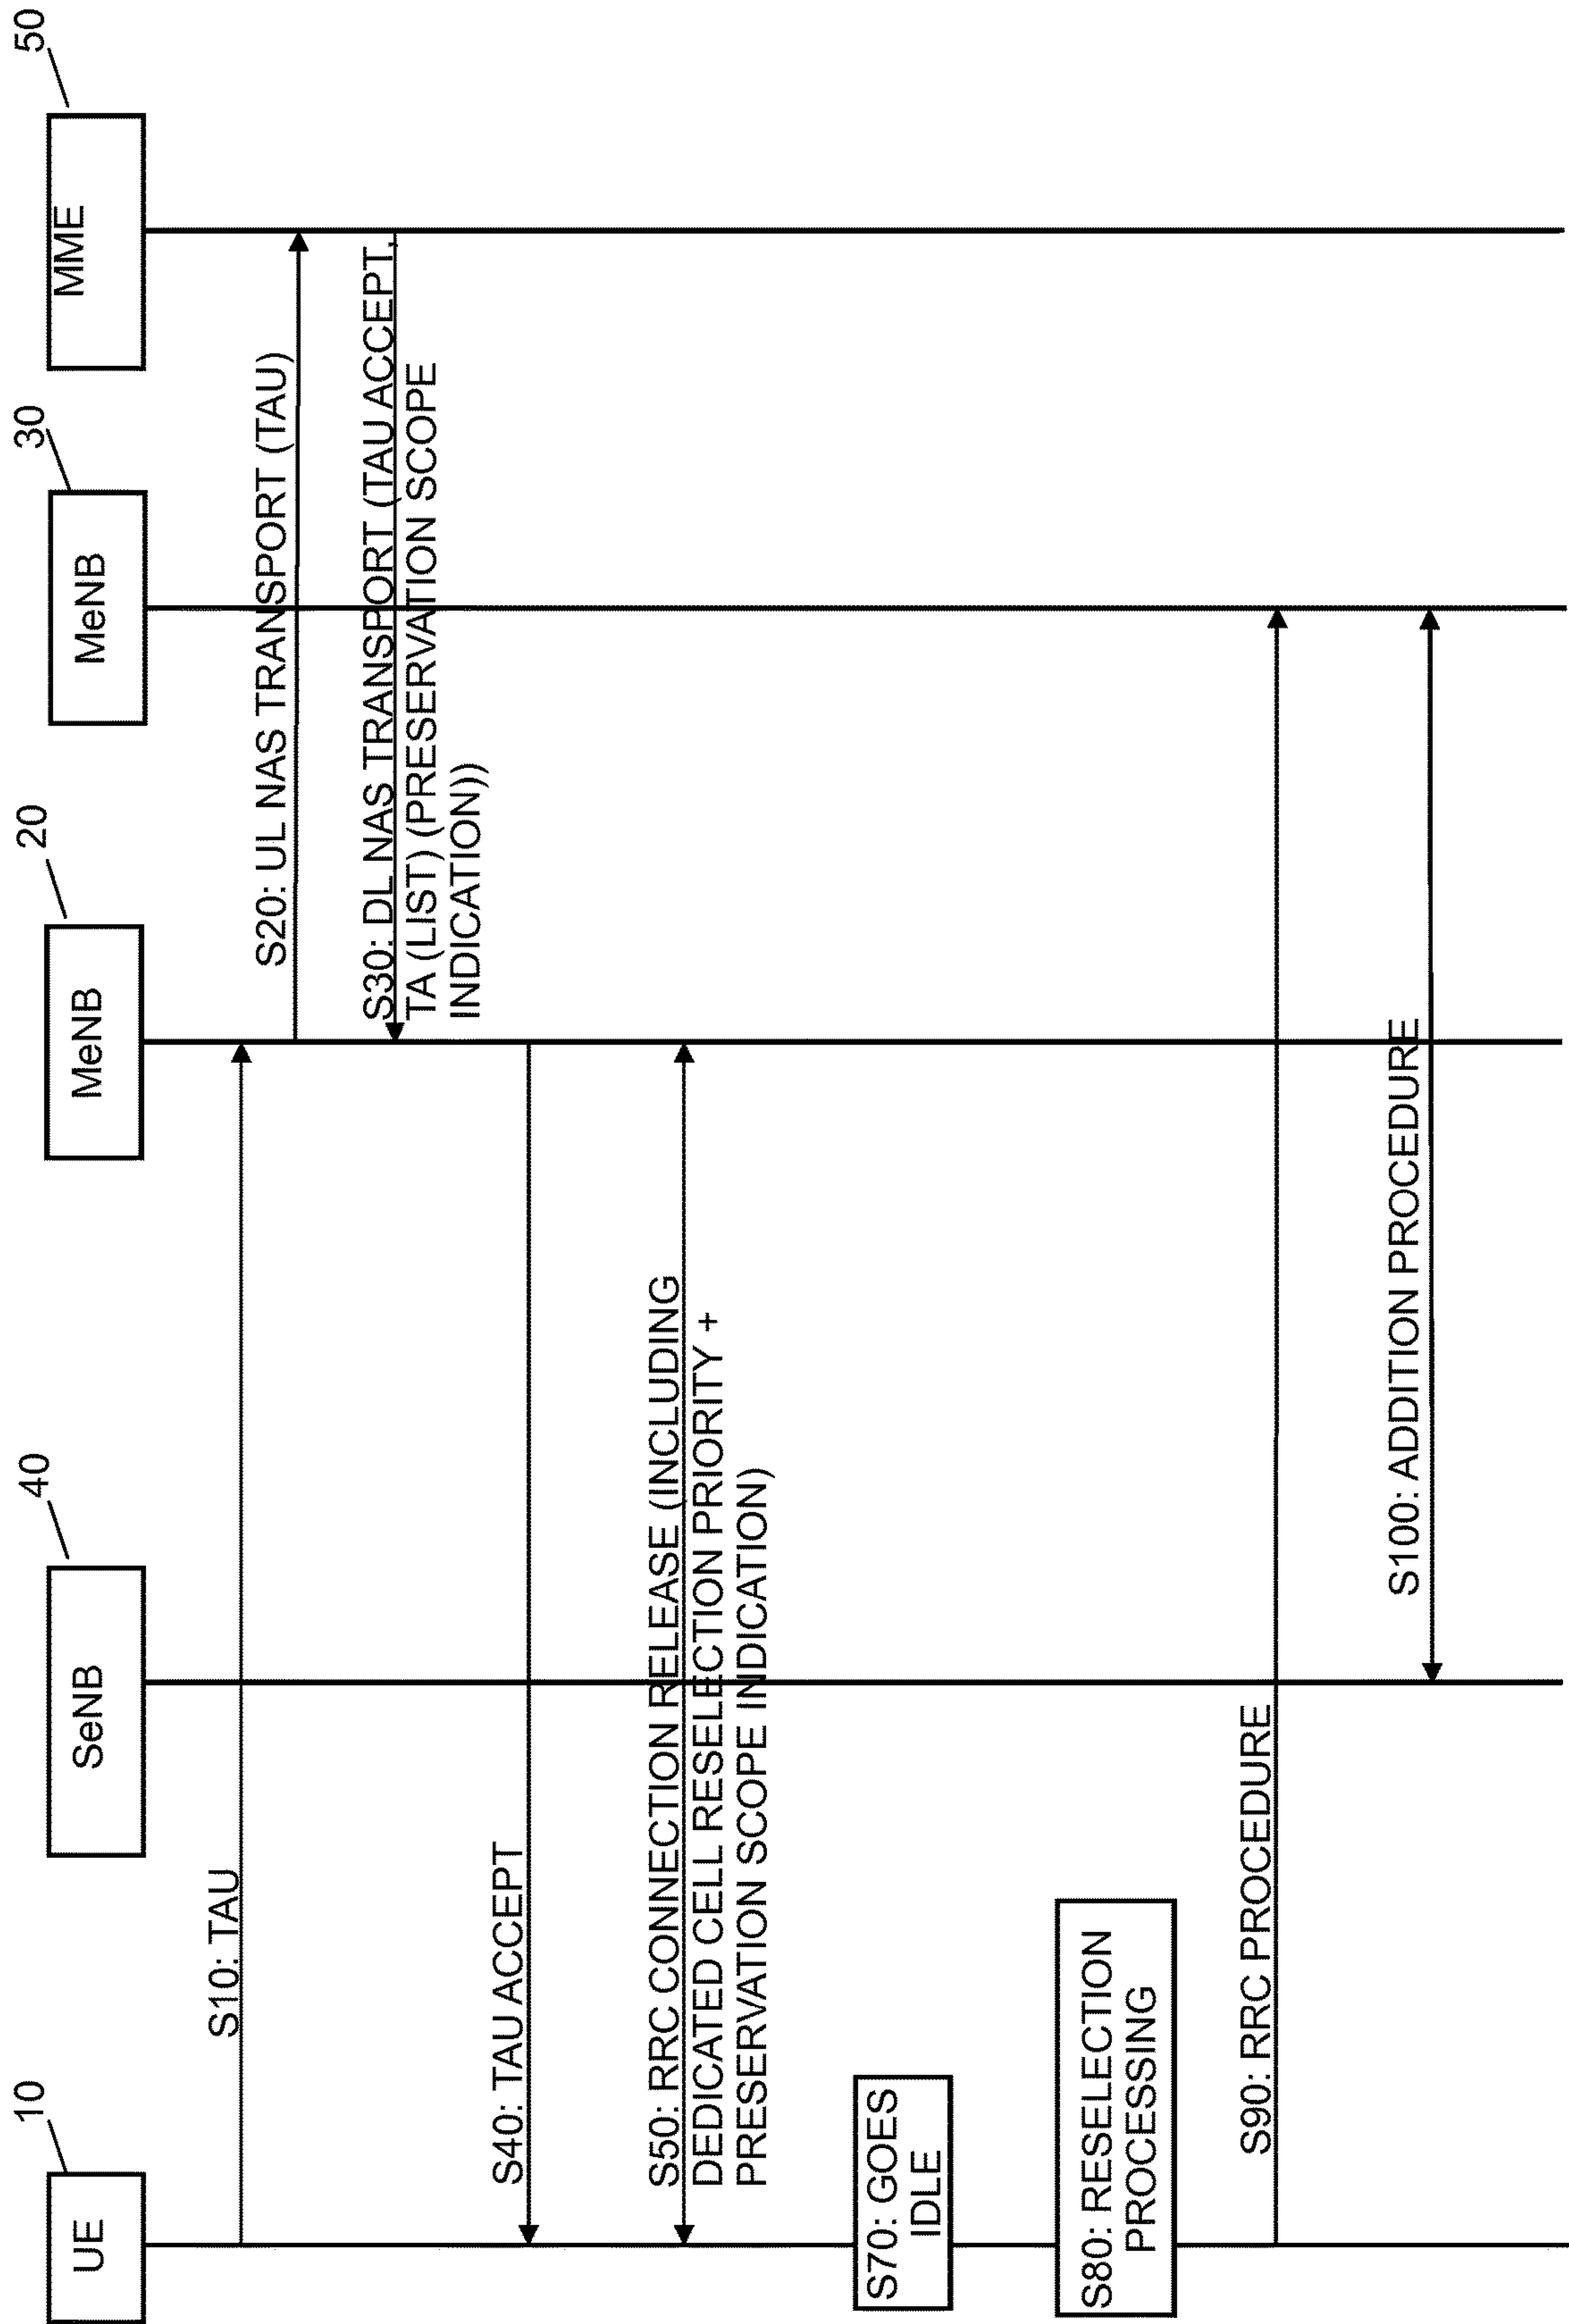 10
40
20
30
50
UE
SeNB
MeNB
MeNB
MME
S10: TAU
S20: UL NAS TRANSPORT (TAU)
S30: DL NAS TRANSPORT (TAU ACCEPT,
TA (LIST) (PRESERVATION SCOPE
INDICATION))
S40: TAU ACCEPT
S50: RRC CONNECTION RELEASE (INCLUDING
DEDICATED CELL RESELECTION PRIORITY +
PRESERVATION SCOPE INDICATION)
S70: GOES
IDLE
S80: RESELECTION
PROCESSING
S90: RRC PROCEDURE
S100: ADDITION PROCEDURE